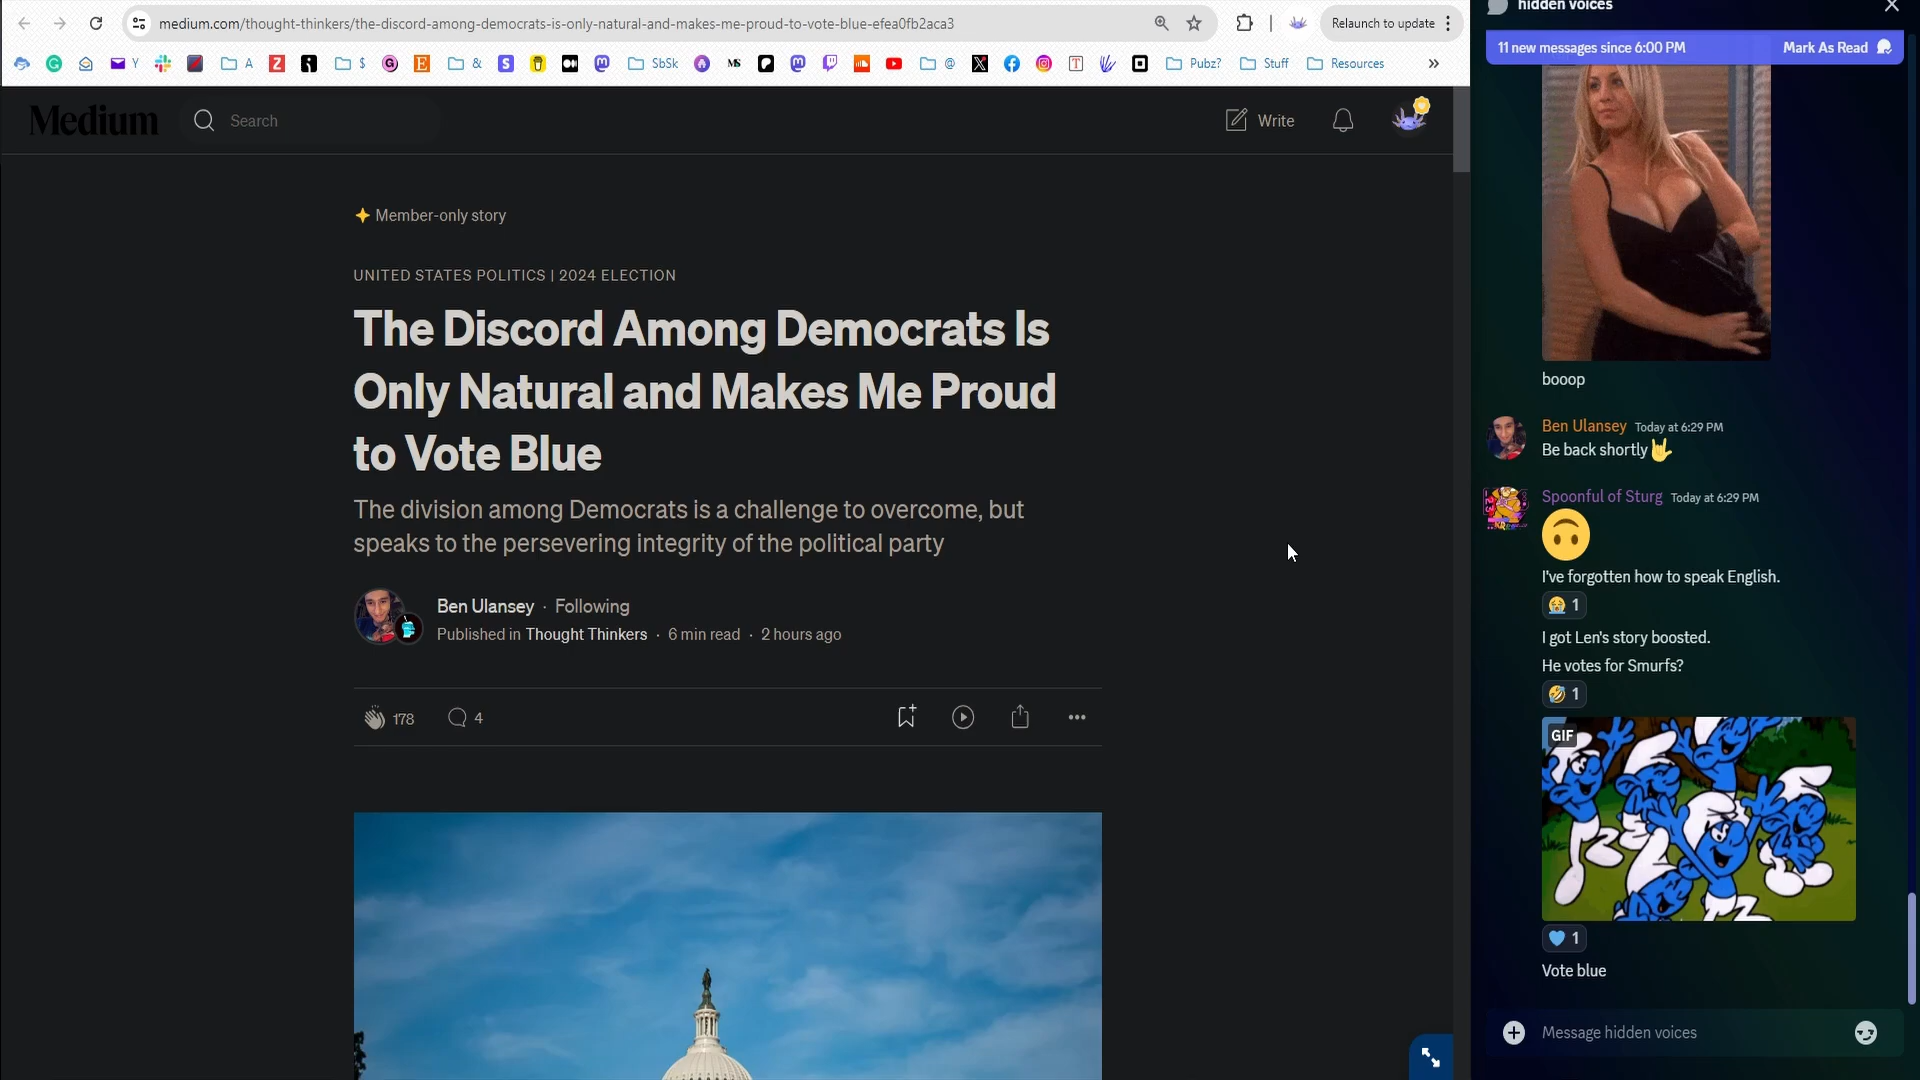 medium.com/thought-thinkers/the-discord-among-democrats-is-only-natural-and-makes-me-proud-to-vote-blue-efea0fb2aca3
Relaunch to update
Y
A
$
&
SbSk
@
Pubz?
Stuff
Resources
»
Medium
Search
Write
Member-only story
UNITED STATES POLITICS | 2024 ELECTION
The Discord Among Democrats Is
Only Natural and Makes Me Proud
to Vote Blue
The division among Democrats is a challenge to overcome, but
speaks to the persevering integrity of the political party
Ben Ulansey · Following
Published in Thought Thinkers · 6 min read · 2 hours ago
178
4
hidden voices
11 new messages since 6:00 PM
Mark As Read
booop
Ben Ulansey Today at 6:29 PM
Be back shortly
Spoonful of Sturg Today at 6:29 PM
I've forgotten how to speak English.
1
I got Len's story boosted.
He votes for Smurfs?
1
GIF
1
Vote blue
Message hidden voices